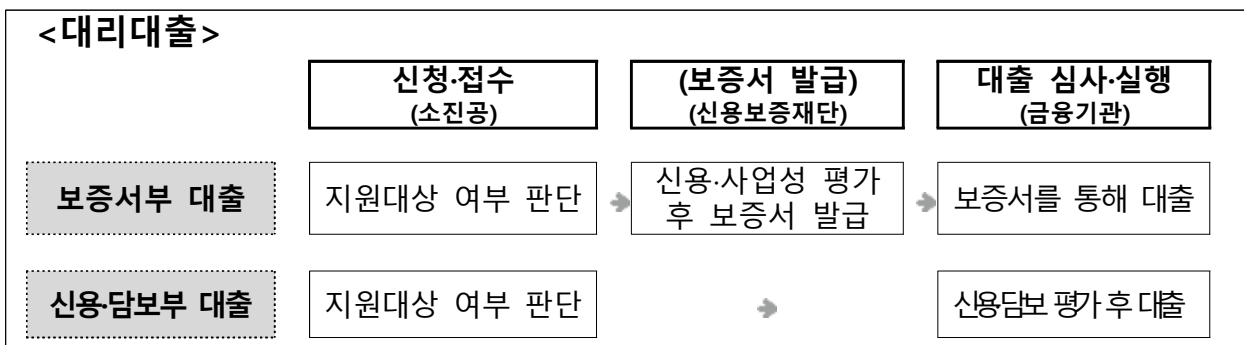 <대리대출>
신청·접수
(소진공)
(보증서 발급)
(신용보증재단)
대출 심사·실행
(금융기관)
보증서부 대출
지원대상 여부 판단
신용·사업성 평가
후 보증서 발급
보증서를 통해 대출
신용·담보부 대출
지원대상 여부 판단
신용·담보 평가 후 대출